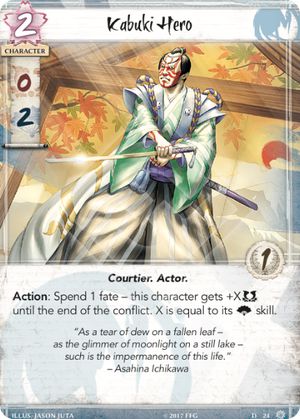 2
Kabuki Hero
CHARACTER
0
2
1
Courtier. Actor.
Action: Spend 1 fate – this character gets +X
until the end of the conflict. X is equal to its skill.
"As a tear of dew on a fallen leaf –
as the glimmer of moonlight on a still lake –
such is the impermanence of this life."
– Asahina Ichikawa
ILLUS: JASON JUTA
© 2017 FFG
D 24